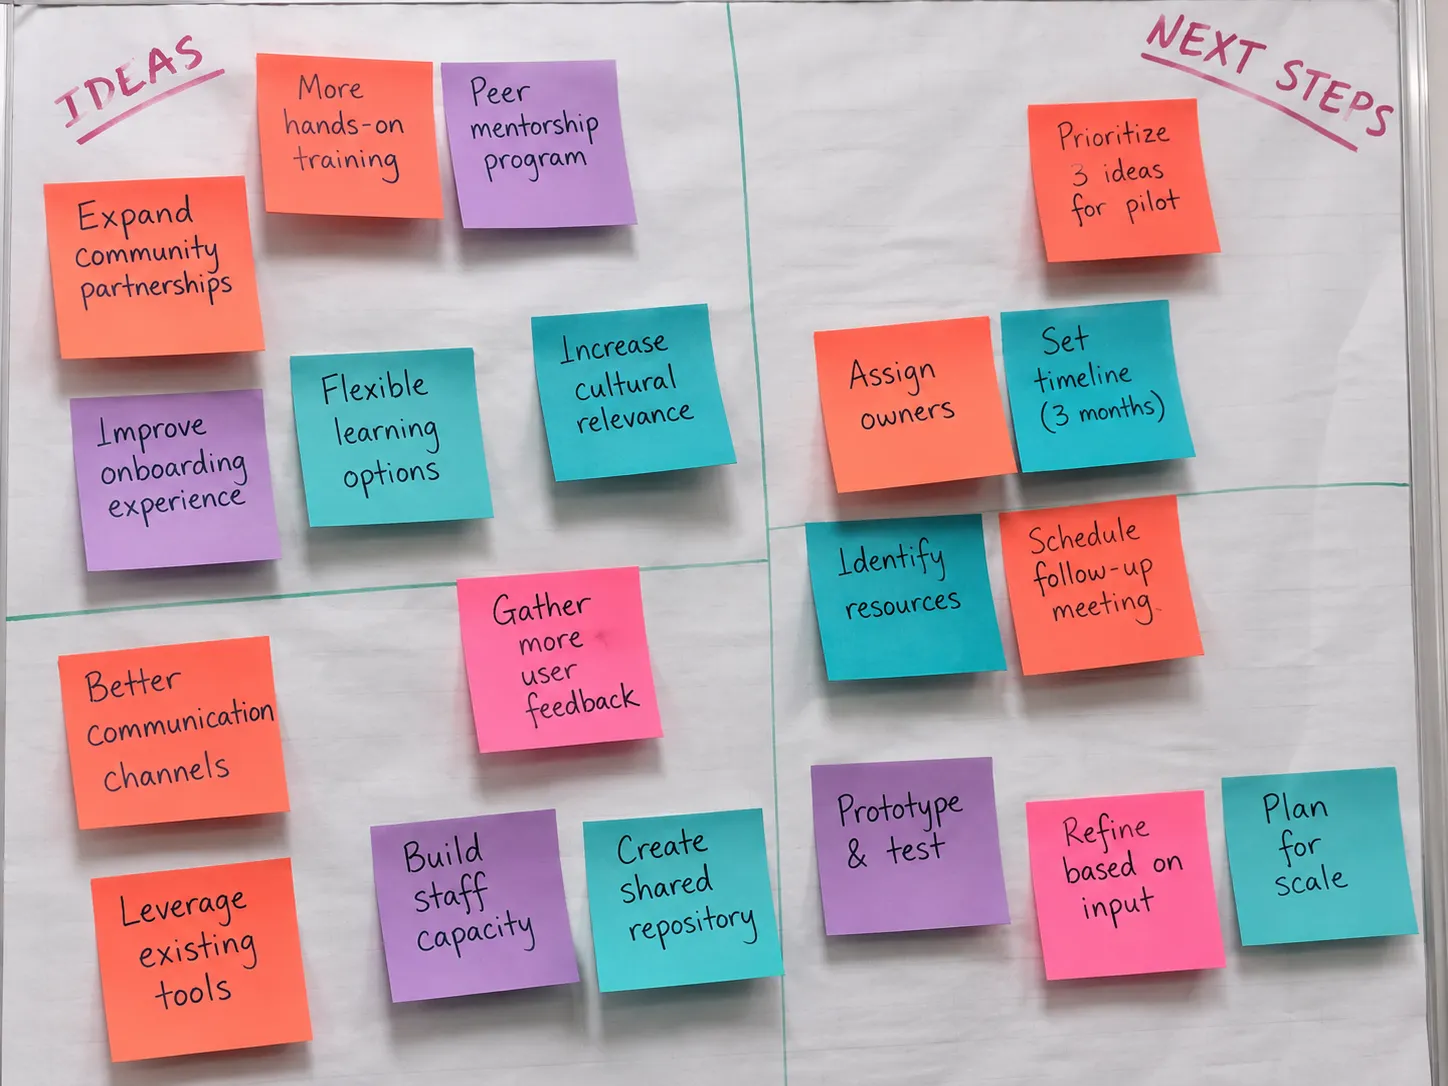 IDEAS
More
hands-on
training
Peer
mentorship
program
Expand
community
partnerships
Improve
onboarding
experience
Flexible
learning
options
Increase
cultural
relevance
Better
communication
channels
Gather
more
user
feedback
Leverage
existing
tools
Build
staff
capacity
Create
shared
repository
NEXT STEPS
Prioritize
3 ideas
for pilot
Assign
owners
Set
timeline
(3 months)
Identify
resources
Schedule
follow-up
meeting.
Prototype
& test
Refine
based on
input
Plan
for
scale